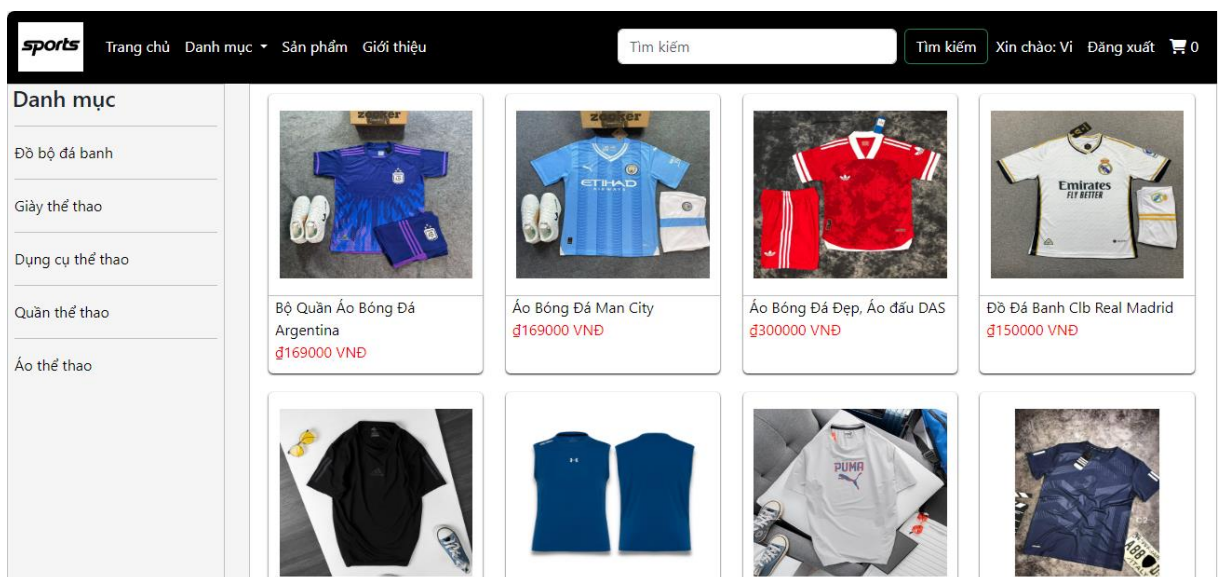 sports
Trang chủ Danh mục Sản phẩm Giới thiệu
Tìm kiếm
Tìm kiếm
Xin chào: Vi Đăng xuất 0
Danh mục
Đồ bộ đá banh
Giày thể thao
Dụng cụ thể thao
Quần thể thao
Áo thể thao
zooker
Bộ Quần Áo Bóng Đá
Argentina
₫169000 VNĐ
zooker
ETIHAD
AIRWAYS
Áo Bóng Đá Man City
₫169000 VNĐ
Áo Bóng Đá Đẹp, Áo đấu DAS
₫300000 VNĐ
Emirates
FLY BETTER
Đồ Đá Banh Clb Real Madrid
₫150000 VNĐ
PUMA